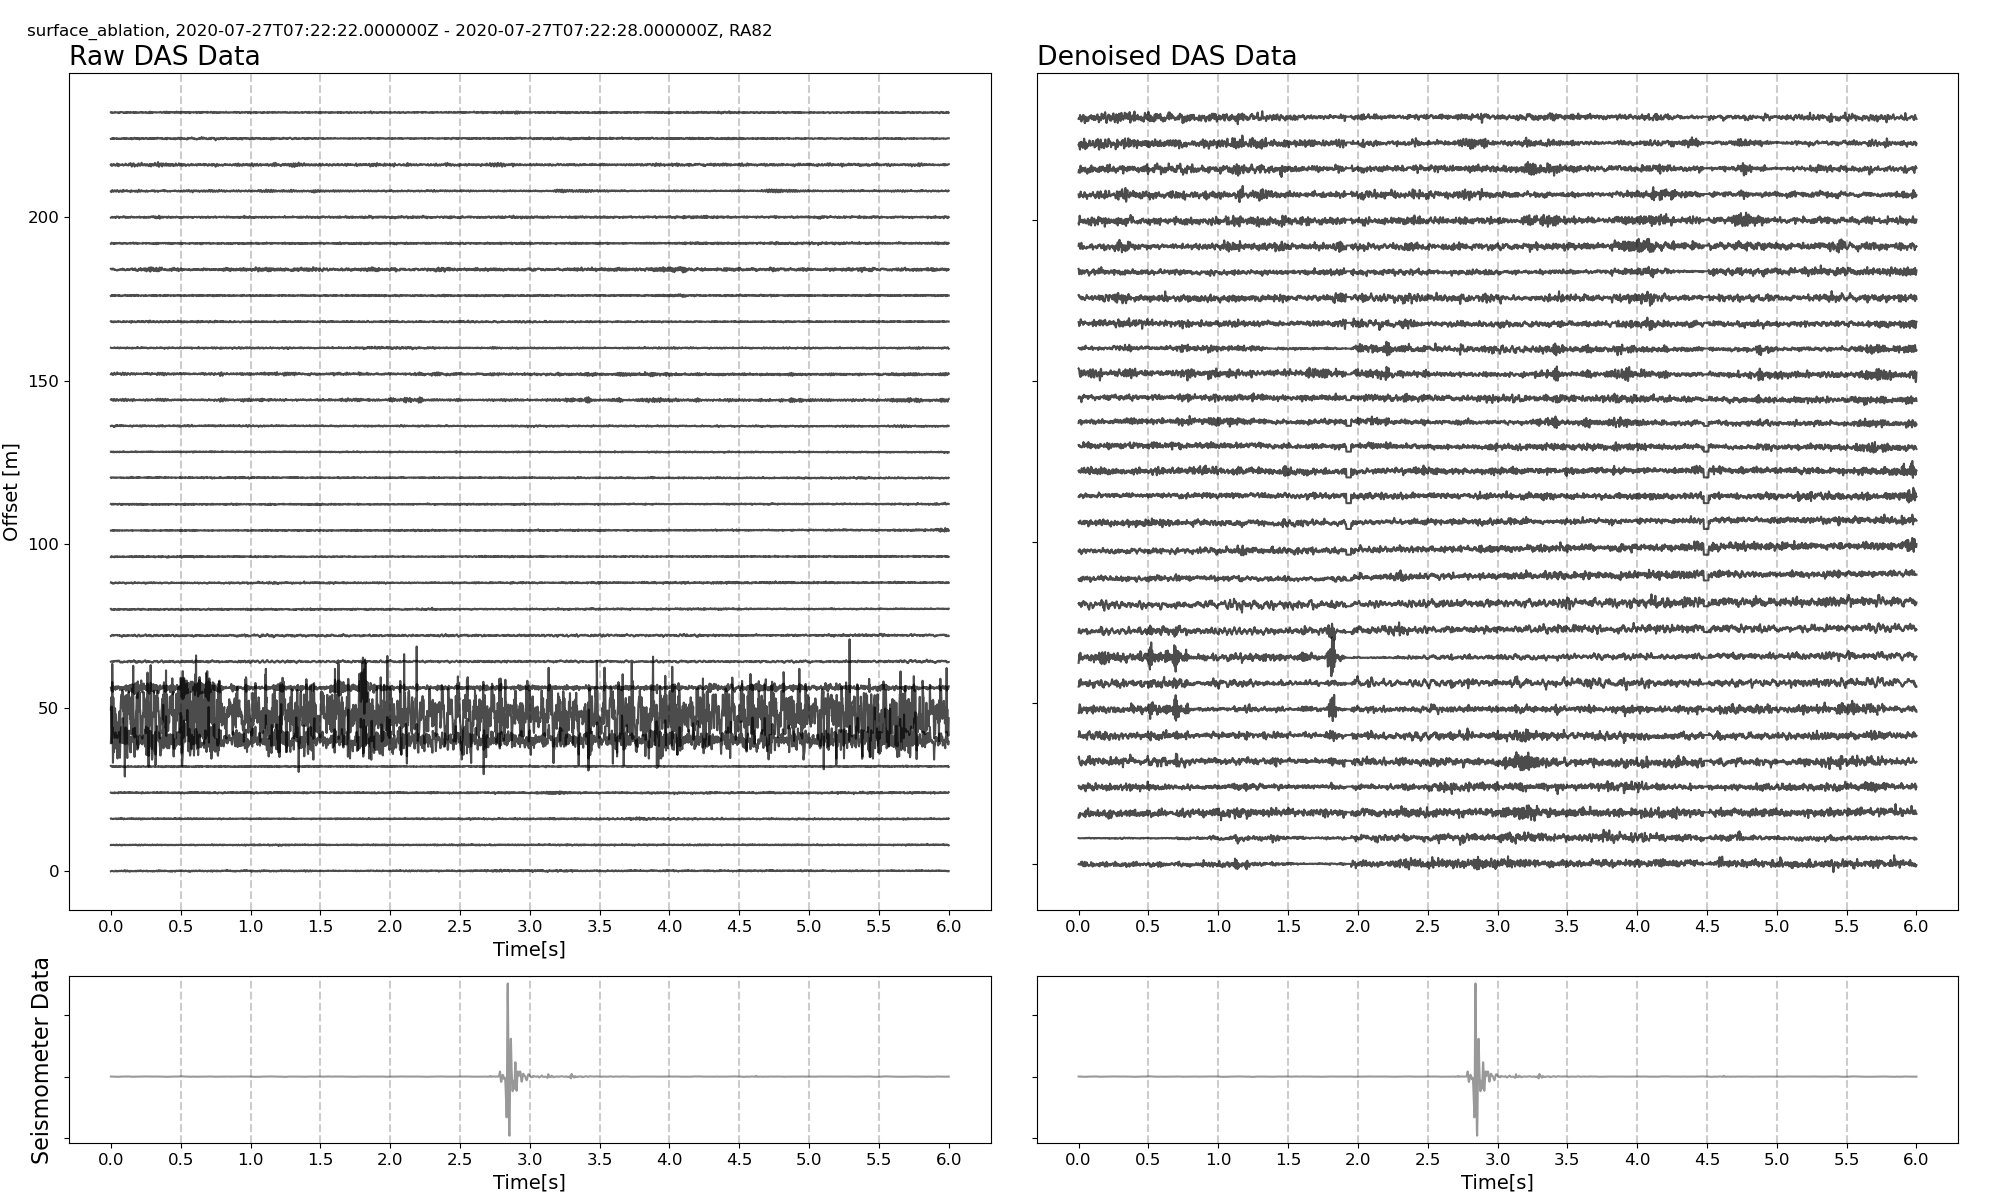 surface_ablation, 2020-07-27T07:22:22.000000Z - 2020-07-27T07:22:28.000000Z, RA82
Raw DAS Data
Denoised DAS Data
Offset [m]
200
150
100
50
0
0.0 0.5 1.0 1.5 2.0 2.5 3.0 3.5 4.0 4.5 5.0 5.5 6.0
Time[s]
0.0 0.5 1.0 1.5 2.0 2.5 3.0 3.5 4.0 4.5 5.0 5.5 6.0
Seismometer Data
0.0 0.5 1.0 1.5 2.0 2.5 3.0 3.5 4.0 4.5 5.0 5.5 6.0
Time[s]
0.0 0.5 1.0 1.5 2.0 2.5 3.0 3.5 4.0 4.5 5.0 5.5 6.0
Time[s]